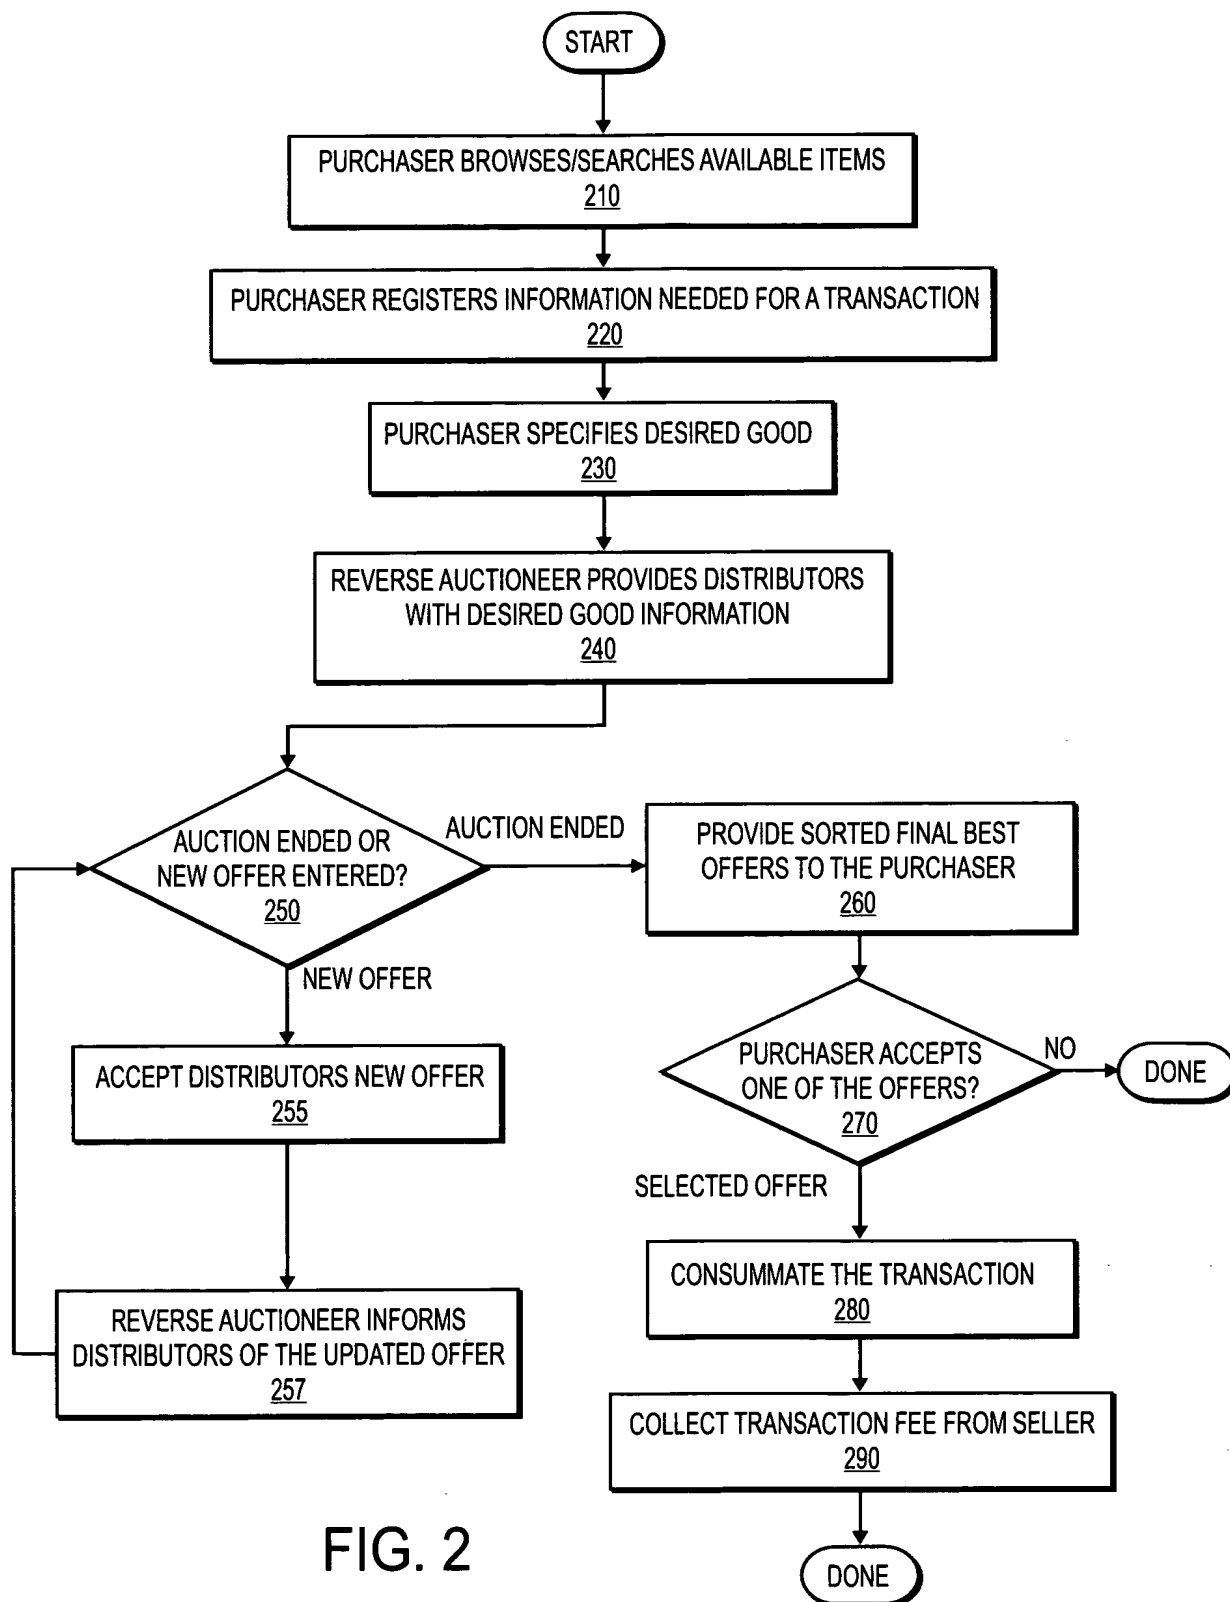 START
PURCHASER BROWSES/SEARCHES AVAILABLE ITEMS
210
PURCHASER REGISTERS INFORMATION NEEDED FOR A TRANSACTION
220
PURCHASER SPECIFIES DESIRED GOOD
230
REVERSE AUCTIONEER PROVIDES DISTRIBUTORS
WITH DESIRED GOOD INFORMATION
240
AUCTION ENDED OR
NEW OFFER ENTERED?
250
AUCTION ENDED
PROVIDE SORTED FINAL BEST
OFFERS TO THE PURCHASER
260
NEW OFFER
ACCEPT DISTRIBUTORS NEW OFFER
255
PURCHASER ACCEPTS
ONE OF THE OFFERS?
270
NO
DONE
SELECTED OFFER
REVERSE AUCTIONEER INFORMS
DISTRIBUTORS OF THE UPDATED OFFER
257
CONSUMMATE THE TRANSACTION
280
COLLECT TRANSACTION FEE FROM SELLER
290
DONE
FIG. 2